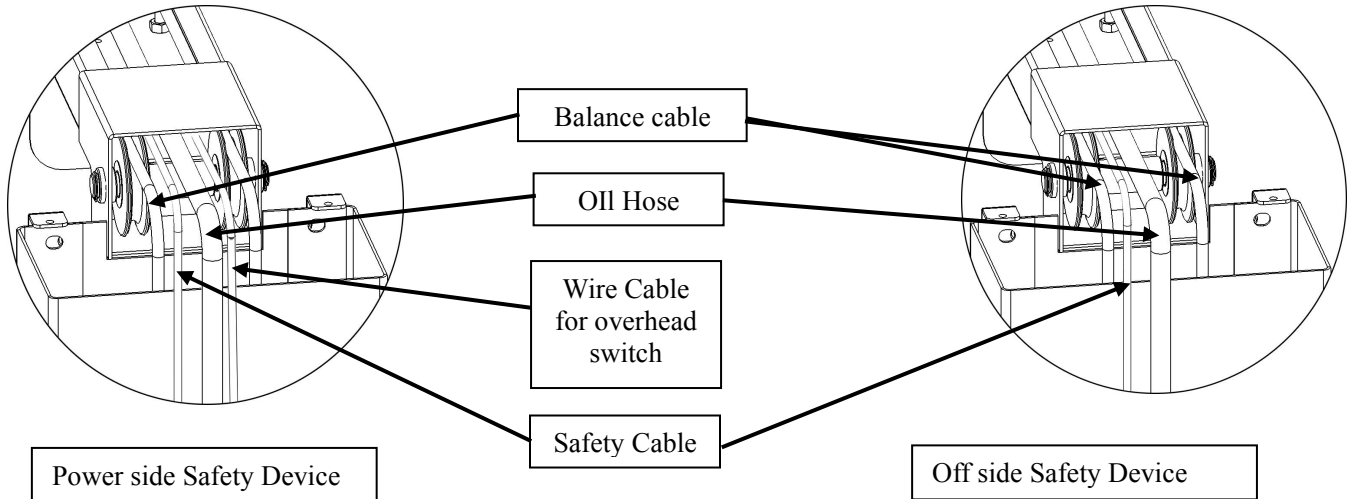 Balance cable
OIl Hose
Wire Cable
for overhead
switch
Safety Cable
Power side Safety Device
Off side Safety Device